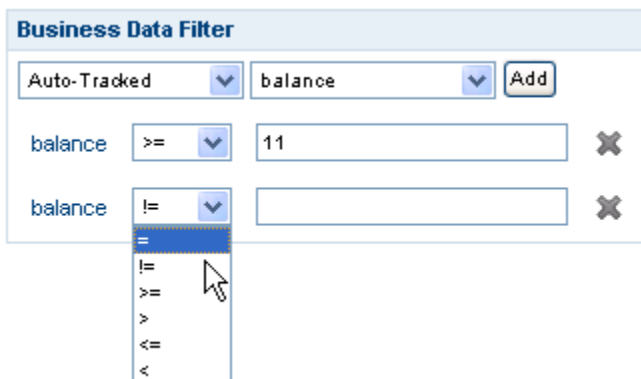 Business Data Filter
Auto-Tracked balance Add
balance >= 11
balance !=
=
!=
>=
>
<=
<